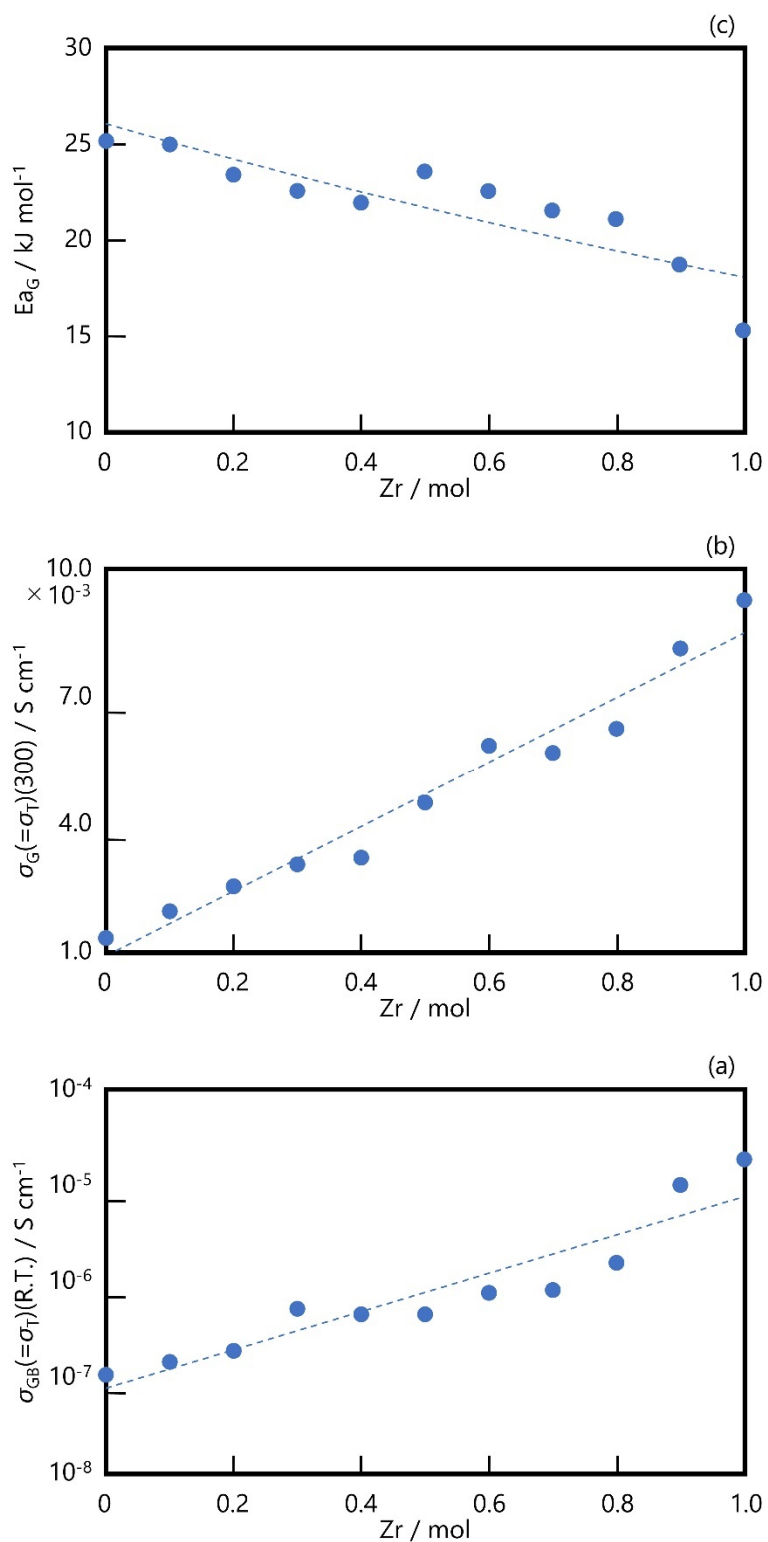 (c)
30
25
20
15
10
Ea_G / kJ mol⁻¹
0 0.2 0.4 0.6 0.8 1.0
Zr / mol
(b)
10.0
×10⁻³
7.0
4.0
1.0
σ_G(=σ_T)(300) / S cm⁻¹
0 0.2 0.4 0.6 0.8 1.0
Zr / mol
(a)
10⁻⁴
10⁻⁵
10⁻⁶
10⁻⁷
10⁻⁸
σ_GB(=σ_T)(R.T.) / S cm⁻¹
0 0.2 0.4 0.6 0.8 1.0
Zr / mol